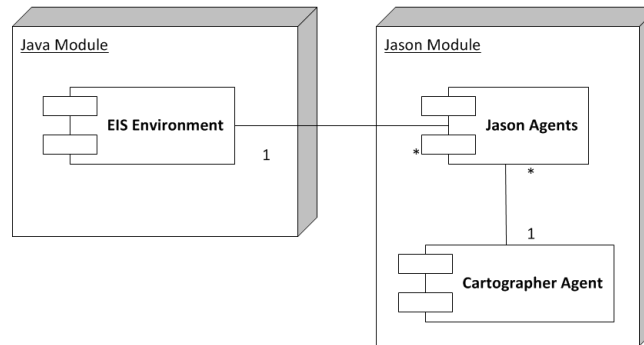 Java Module
EIS Environment
1
Jason Module
Jason Agents
*
*
1
Cartographer Agent